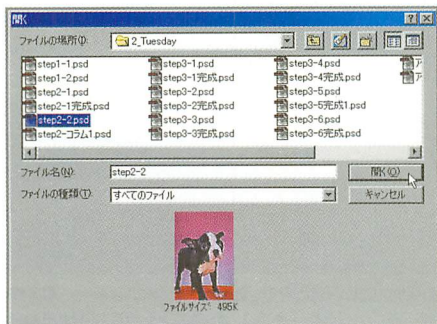 開く
ファイルの場所(I): 2_Tuesday
step1-1.psd step3-1.psd step3-4.psd ア
step1-2.psd step3-1完成.psd step3-4完成.psd ア
step2-1.psd step3-2.psd step3-5.psd
step2-1完成.psd step3-2完成.psd step3-5完成1.psd
step2-2.psd step3-3.psd step3-6.psd
step2-コラム1.psd step3-3完成.psd step3-6完成.psd
ファイル名(N): step2-2 開く(O)
ファイルの種類(T): すべてのファイル キャンセル
ファイルサイズ: 495K